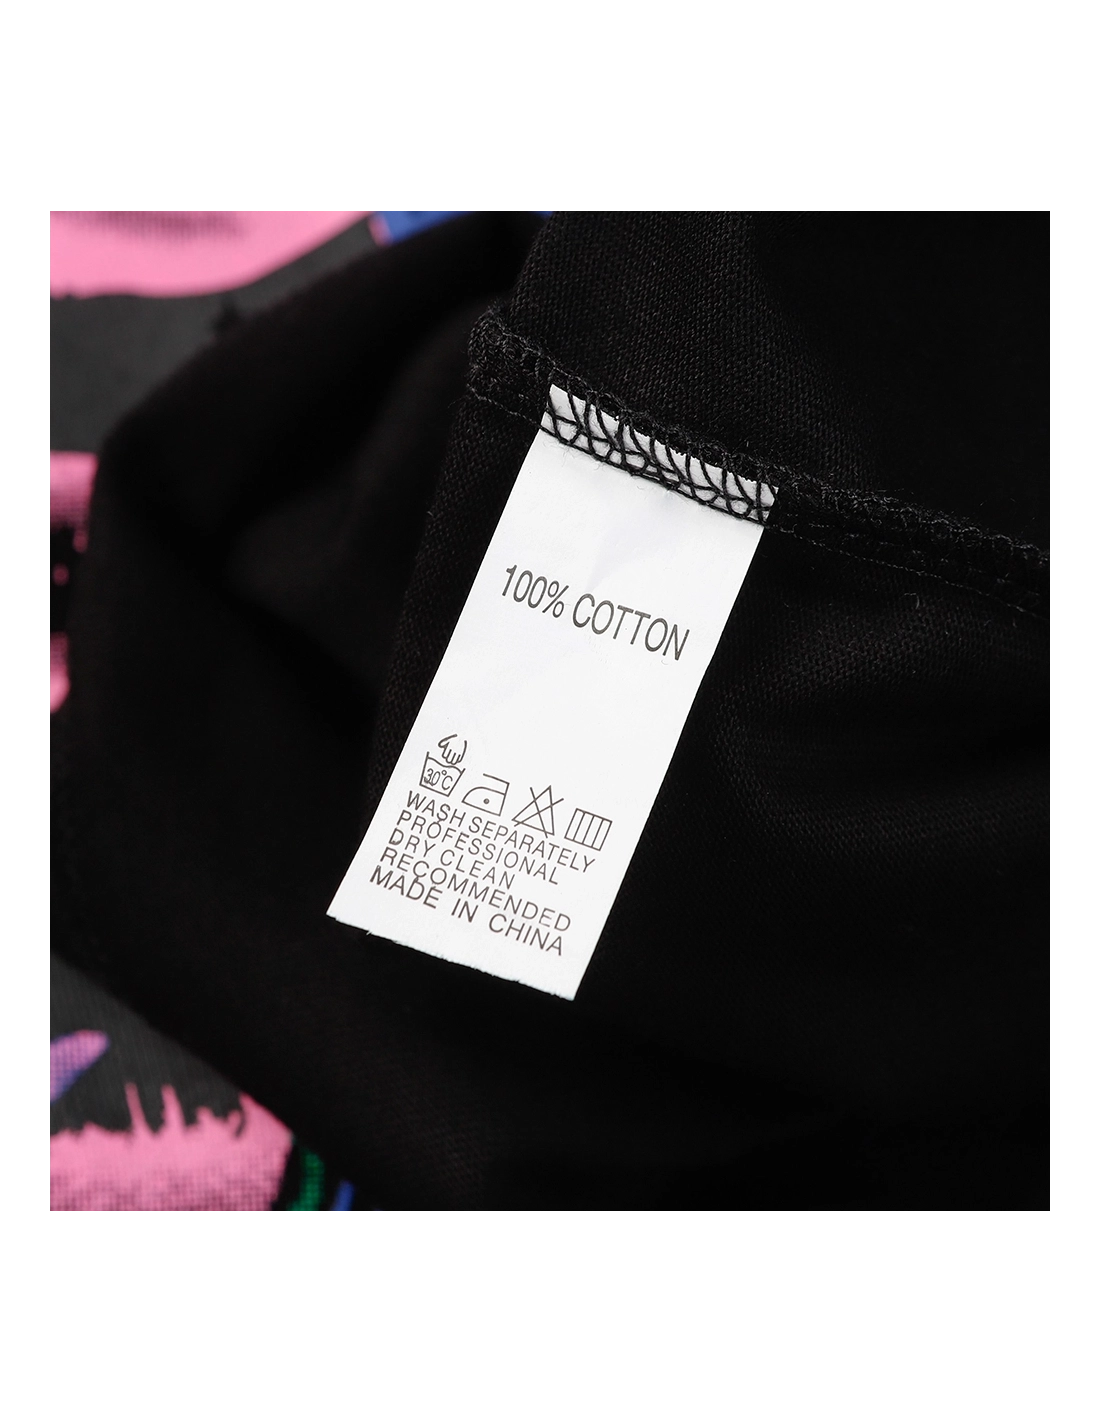 100% COTTON
30°C
WASH SEPARATELY
PROFESSIONAL
DRY CLEAN
RECOMMENDED
MADE IN CHINA